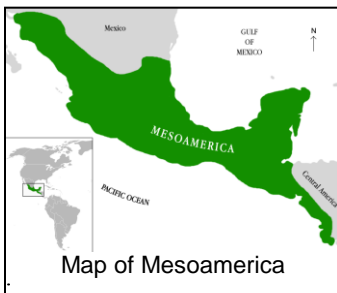 Mexico
GULF
OF
MEXICO
N
MESOAMERICA
Central America
PACIFIC OCEAN
Map of Mesoamerica